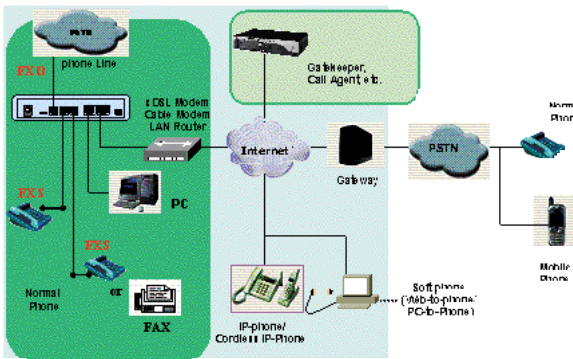 PSTN
phone Line
FXO
xDSL Modem
Cable Modem
LAN Router
Gatekeeper,
Call Agent, etc.
Internet
Gateway
PSTN
Phone
FXS
PC
FXS
or
Normal
Phone
FAX
IP-phone/
Cordless IP-Phone
Soft phone
(Web-to-phone/
PC-to-Phone)
Mobile
Phone